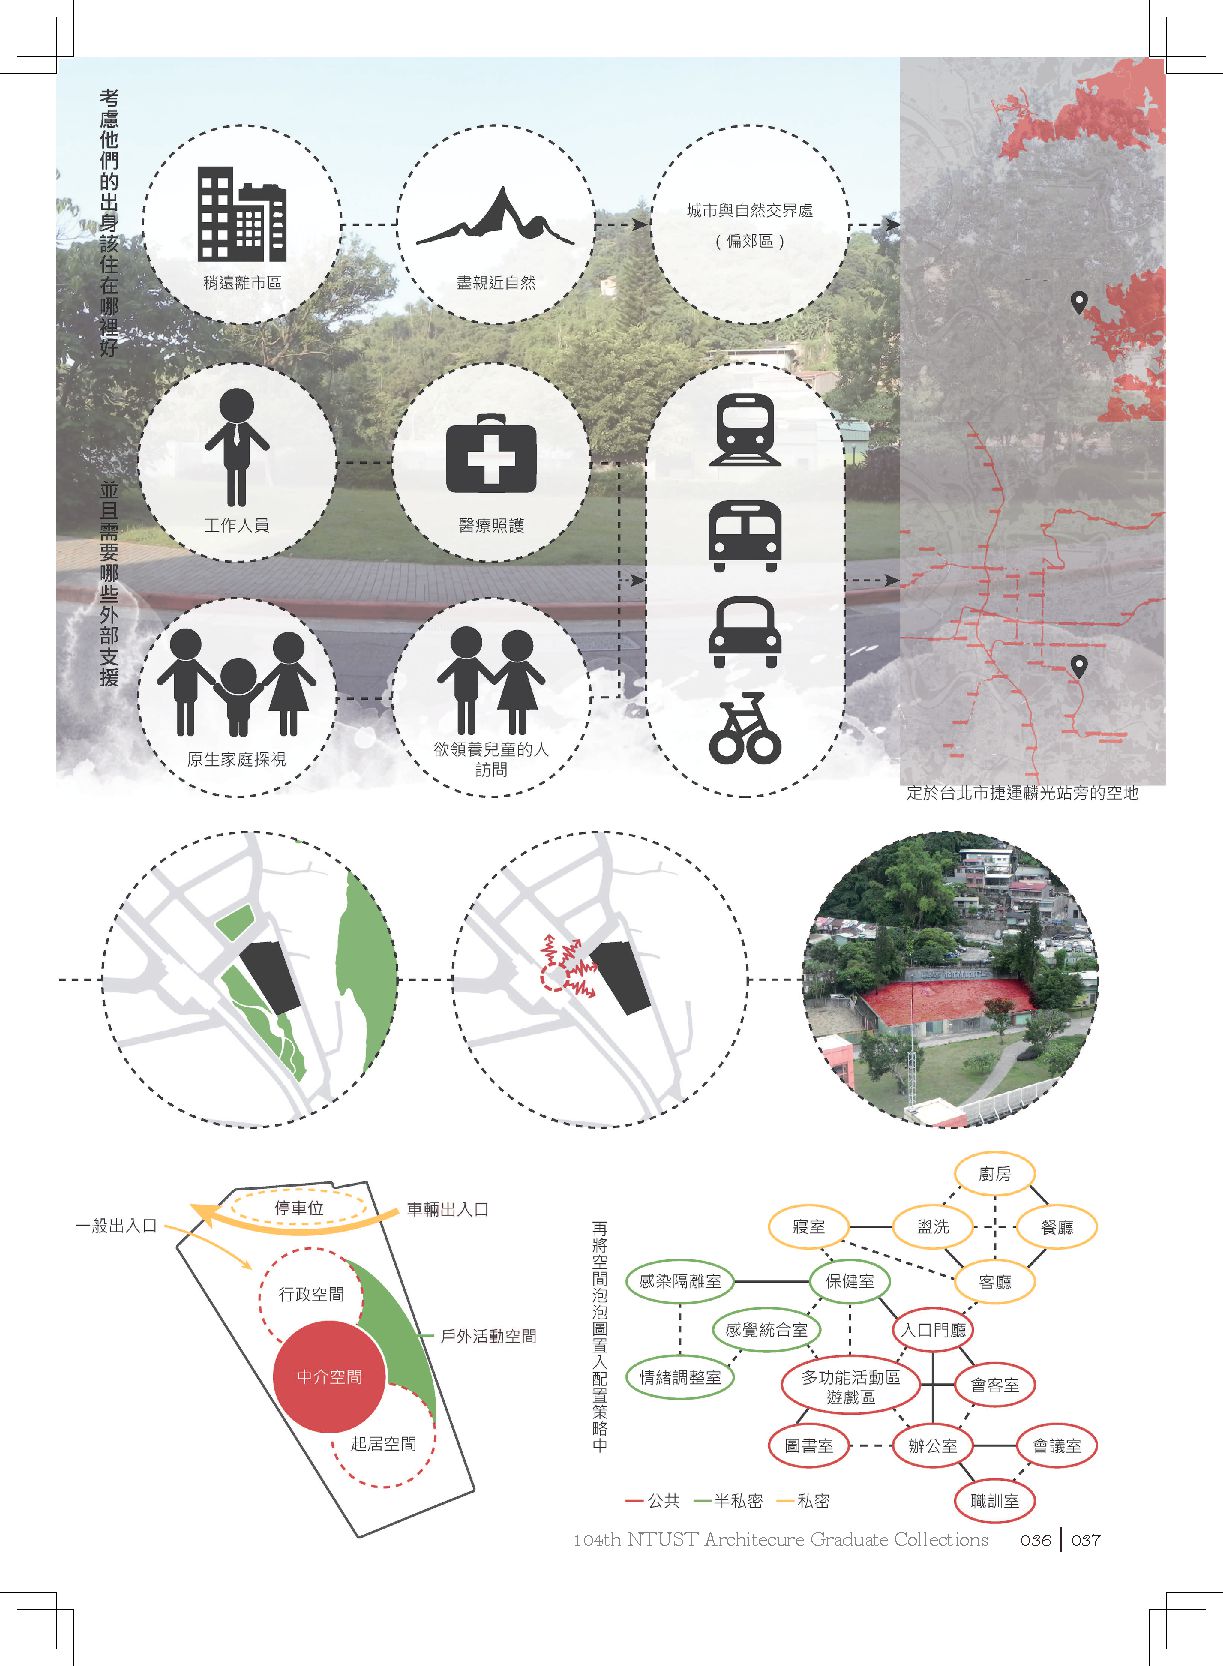 考慮他們的出身該住在哪裡好
並且需要哪些外部支援
稍遠離市區
盡親近自然
城市與自然交界處
（偏郊區）
工作人員
醫療照護
原生家庭探視
欲領養兒童的人
訪問
定於台北市捷運麟光站旁的空地
一般出入口
停車位
車輛出入口
行政空間
戶外活動空間
中介空間
起居空間
再將空間泡泡圖置入配置策略中
廚房
寢室
盥洗
餐廳
感染隔離室
保健室
客廳
感覺統合室
入口門廳
情緒調整室
多功能活動區
遊戲區
會客室
圖書室
辦公室
會議室
職訓室
公共
半私密
私密
104th NTUST Architecure Graduate Collections
036
037